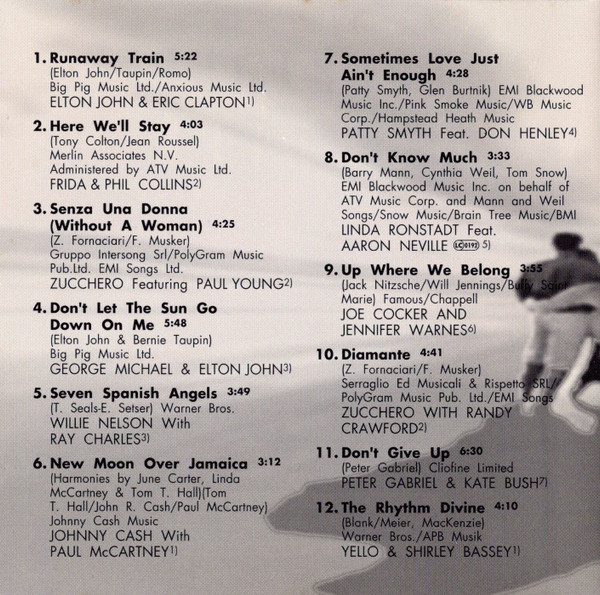 1. Runaway Train 5:22
(Elton John/Taupin/Romo)
Big Pig Music Ltd./Anxious Music Ltd.
ELTON JOHN & ERIC CLAPTON1)
2. Here We'll Stay 4:03
(Tony Colton/Jean Roussel)
Merlin Associates N.V.
Administered by ATV Music Ltd.
FRIDA & PHIL COLLINS2)
3. Senza Una Donna
(Without A Woman) 4:25
(Z. Fornaciari/F. Musker)
Gruppo Intersong Srl/PolyGram Music
Pub.Ltd. EMI Songs Ltd.
ZUCCHERO Featuring PAUL YOUNG2)
4. Don't Let The Sun Go
Down On Me 5:48
(Elton John & Bernie Taupin)
Big Pig Music Ltd.
GEORGE MICHAEL & ELTON JOHN3)
5. Seven Spanish Angels 3:49
(T. Seals-E. Setser) Warner Bros.
WILLIE NELSON With
RAY CHARLES3)
6. New Moon Over Jamaica 3:12
(Harmonies by June Carter, Linda
McCartney & Tom T. Hall)(Tom
T. Hall/John R. Cash/Paul McCartney)
Johnny Cash Music
JOHNNY CASH With
PAUL McCARTNEY1)
7. Sometimes Love Just
Ain't Enough 4:28
(Patty Smyth, Glen Burtnik) EMI Blackwood
Music Inc./Pink Smoke Music/WB Music
Corp./Hampstead Heath Music
PATTY SMYTH Feat. DON HENLEY4)
8. Don't Know Much 3:33
(Barry Mann, Cynthia Weil, Tom Snow)
EMI Blackwood Music Inc. on behalf of
ATV Music Corp. and Mann and Weil
Songs/Snow Music/Brain Tree Music/BMI
LINDA RONSTADT Feat.
AARON NEVILLE LC 0192 5)
9. Up Where We Belong 3:55
(Jack Nitzsche/Will Jennings/Buffy Saint
Marie) Famous/Chappell
JOE COCKER AND
JENNIFER WARNES6)
10. Diamante 4:41
(Z. Fornaciari/F. Musker)
Serraglio Ed Musicali & Rispetto SRL/
PolyGram Music Pub. Ltd./EMI Songs
ZUCCHERO WITH RANDY
CRAWFORD2)
11. Don't Give Up 6:30
(Peter Gabriel) Cliofine Limited
PETER GABRIEL & KATE BUSH7)
12. The Rhythm Divine 4:10
(Blank/Meier, MacKenzie)
Warner Bros./APB Musik
YELLO & SHIRLEY BASSEY1)